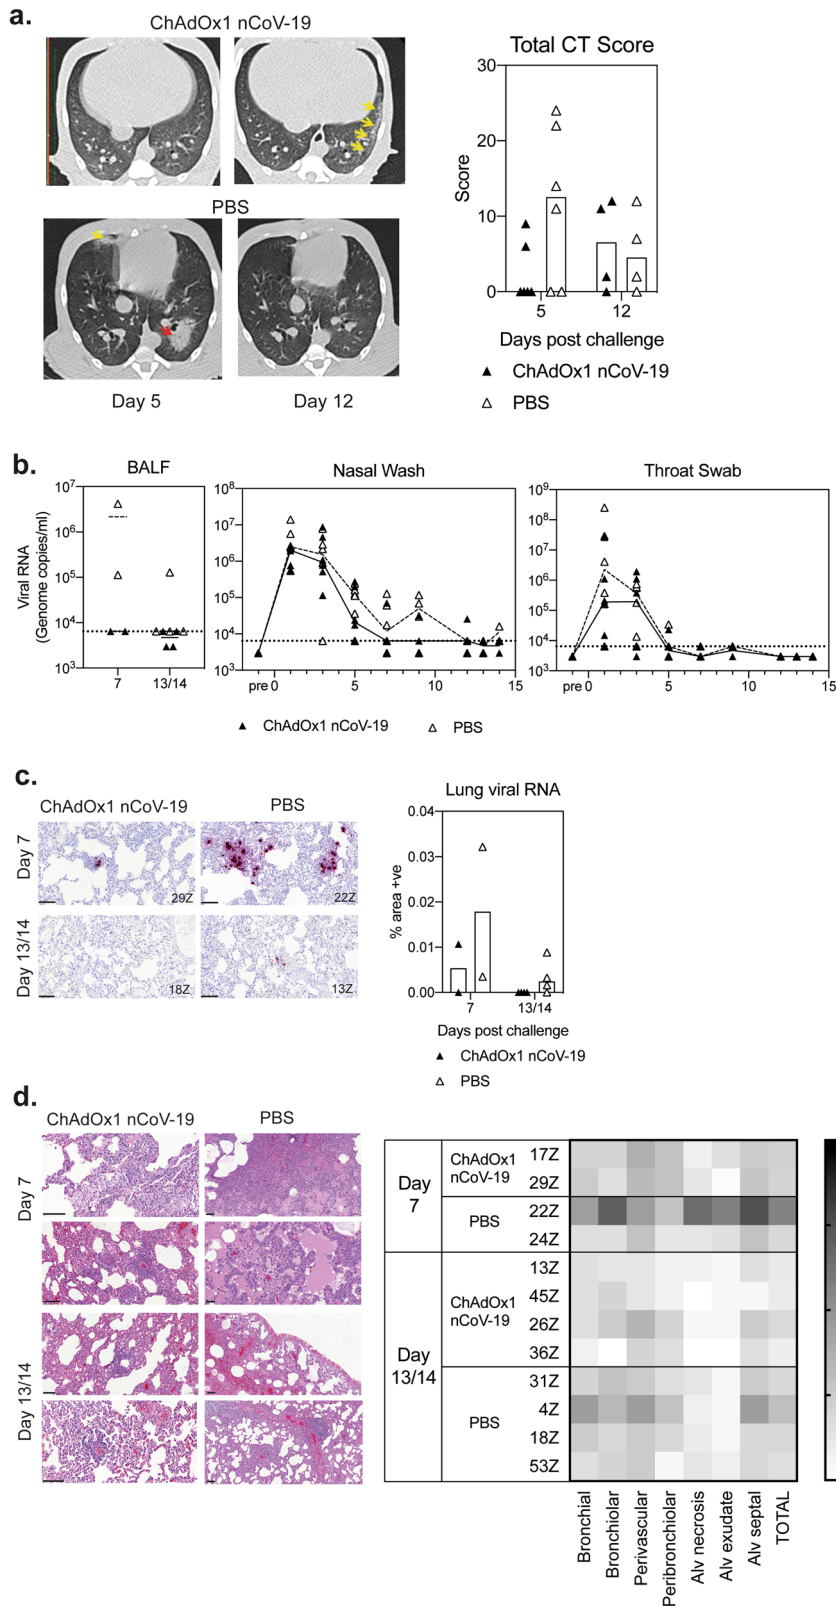 a.
ChAdOx1 nCoV-19
PBS
Day 5
Day 12
Total CT Score
Score
30
20
10
0
5
12
Days post challenge
▲ ChAdOx1 nCoV-19
△ PBS
b.
BALF
Nasal Wash
Throat Swab
Viral RNA
(Genome copies/ml)
10⁷
10⁶
10⁵
10⁴
10³
7
13/14
10⁸
10⁷
10⁶
10⁵
10⁴
10³
pre 0
5
10
15
10⁹
10⁸
10⁷
10⁶
10⁵
10⁴
10³
pre 0
5
10
15
▲ ChAdOx1 nCoV-19
△ PBS
c.
ChAdOx1 nCoV-19
PBS
Day 7
29Z
22Z
Day 13/14
18Z
13Z
Lung viral RNA
% area +ve
0.04
0.03
0.02
0.01
0.00
7
13/14
Days post challenge
▲ ChAdOx1 nCoV-19
△ PBS
d.
ChAdOx1 nCoV-19
PBS
Day 7
Day 13/14
Day
7
ChAdOx1
nCoV-19
17Z
29Z
PBS
22Z
24Z
Day
13/14
ChAdOx1
nCoV-19
13Z
45Z
26Z
36Z
PBS
31Z
4Z
18Z
53Z
Bronchial
Bronchiolar
Perivascular
Peribronchiolar
Alv necrosis
Alv exudate
Alv septal
TOTAL